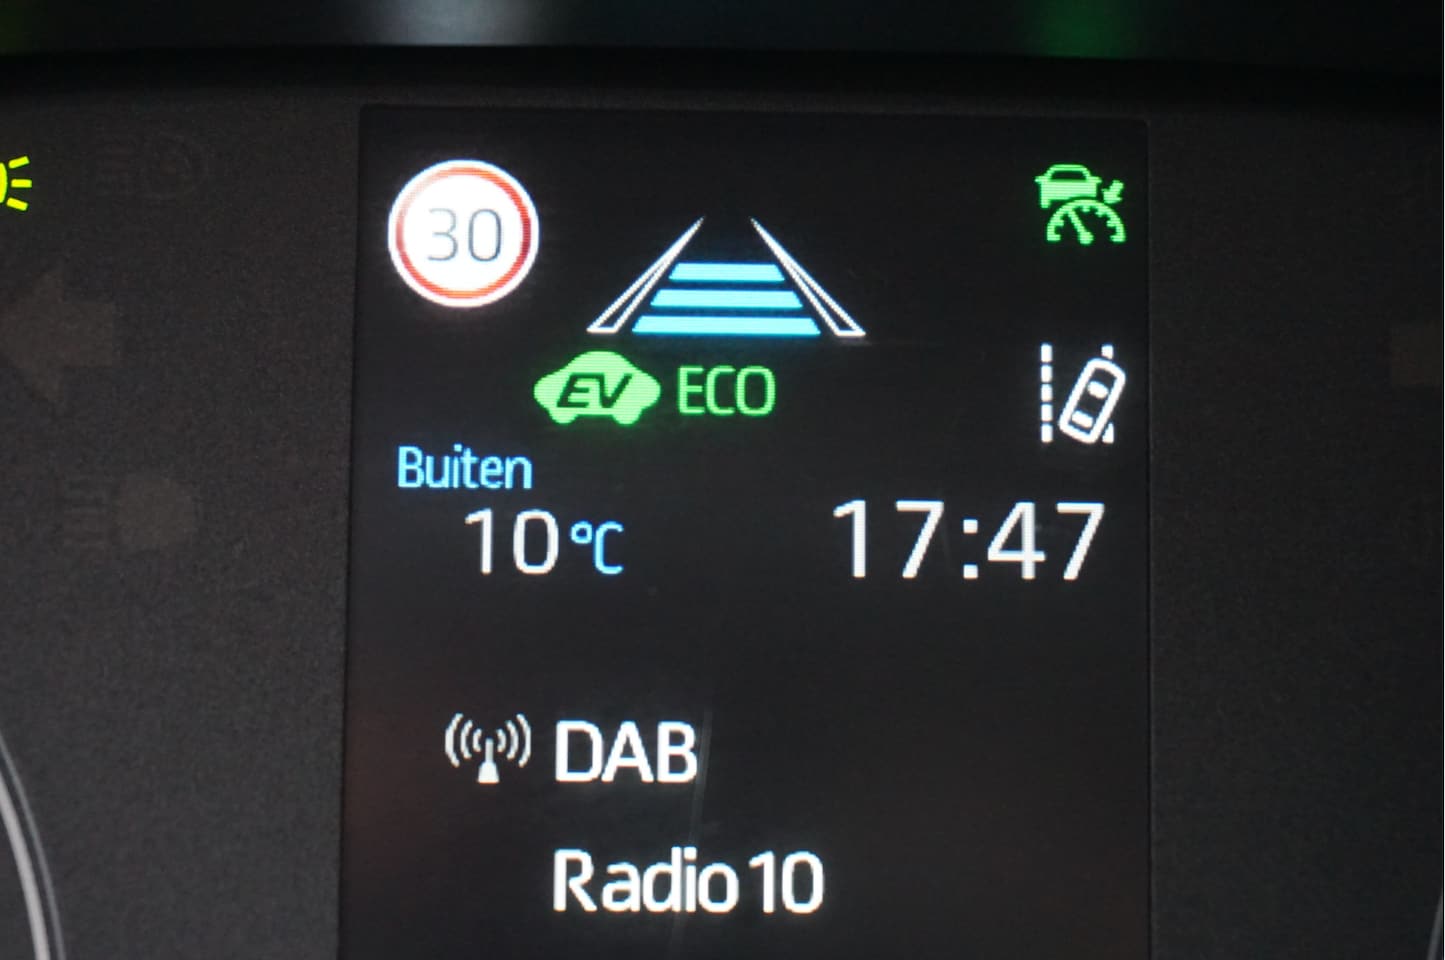 30
EV ECO
Buiten
10°C 17:47
DAB
Radio 10